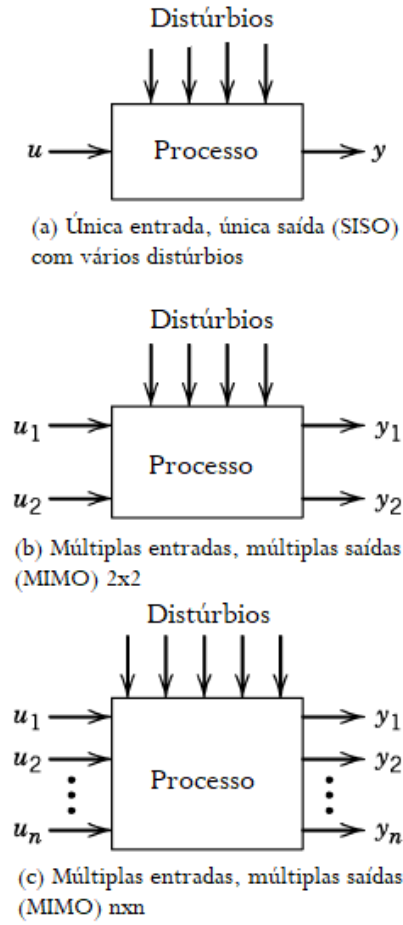 Distúrbios
u Processo y
(a) Única entrada, única saída (SISO)
com vários distúrbios
Distúrbios
u1 y1
Processo
u2 y2
(b) Múltiplas entradas, múltiplas saídas
(MIMO) 2x2
Distúrbios
u1 y1
u2 y2
Processo
un yn
(c) Múltiplas entradas, múltiplas saídas
(MIMO) nxn